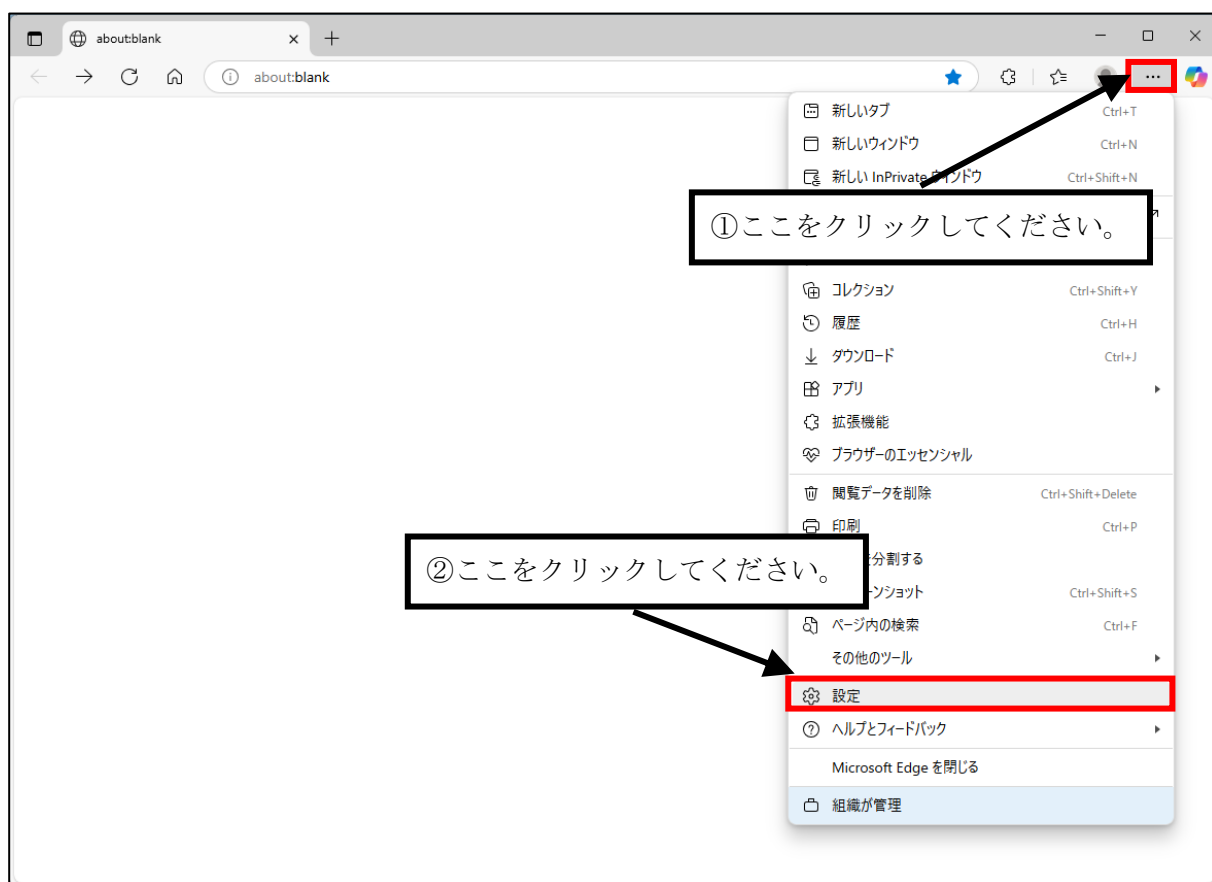 about:blank
about:blank
新しいタブ Ctrl+T
新しいウィンドウ Ctrl+N
新しい InPrivate ウィンドウ Ctrl+Shift+N
①ここをクリックしてください。
コレクション Ctrl+Shift+Y
履歴 Ctrl+H
ダウンロード Ctrl+J
アプリ
拡張機能
ブラウザーのエッセンシャル
閲覧データを削除 Ctrl+Shift+Delete
印刷 Ctrl+P
②ここをクリックしてください。
分割する
ンショット Ctrl+Shift+S
ページ内の検索 Ctrl+F
その他のツール
設定
ヘルプとフィードバック
Microsoft Edge を閉じる
組織が管理